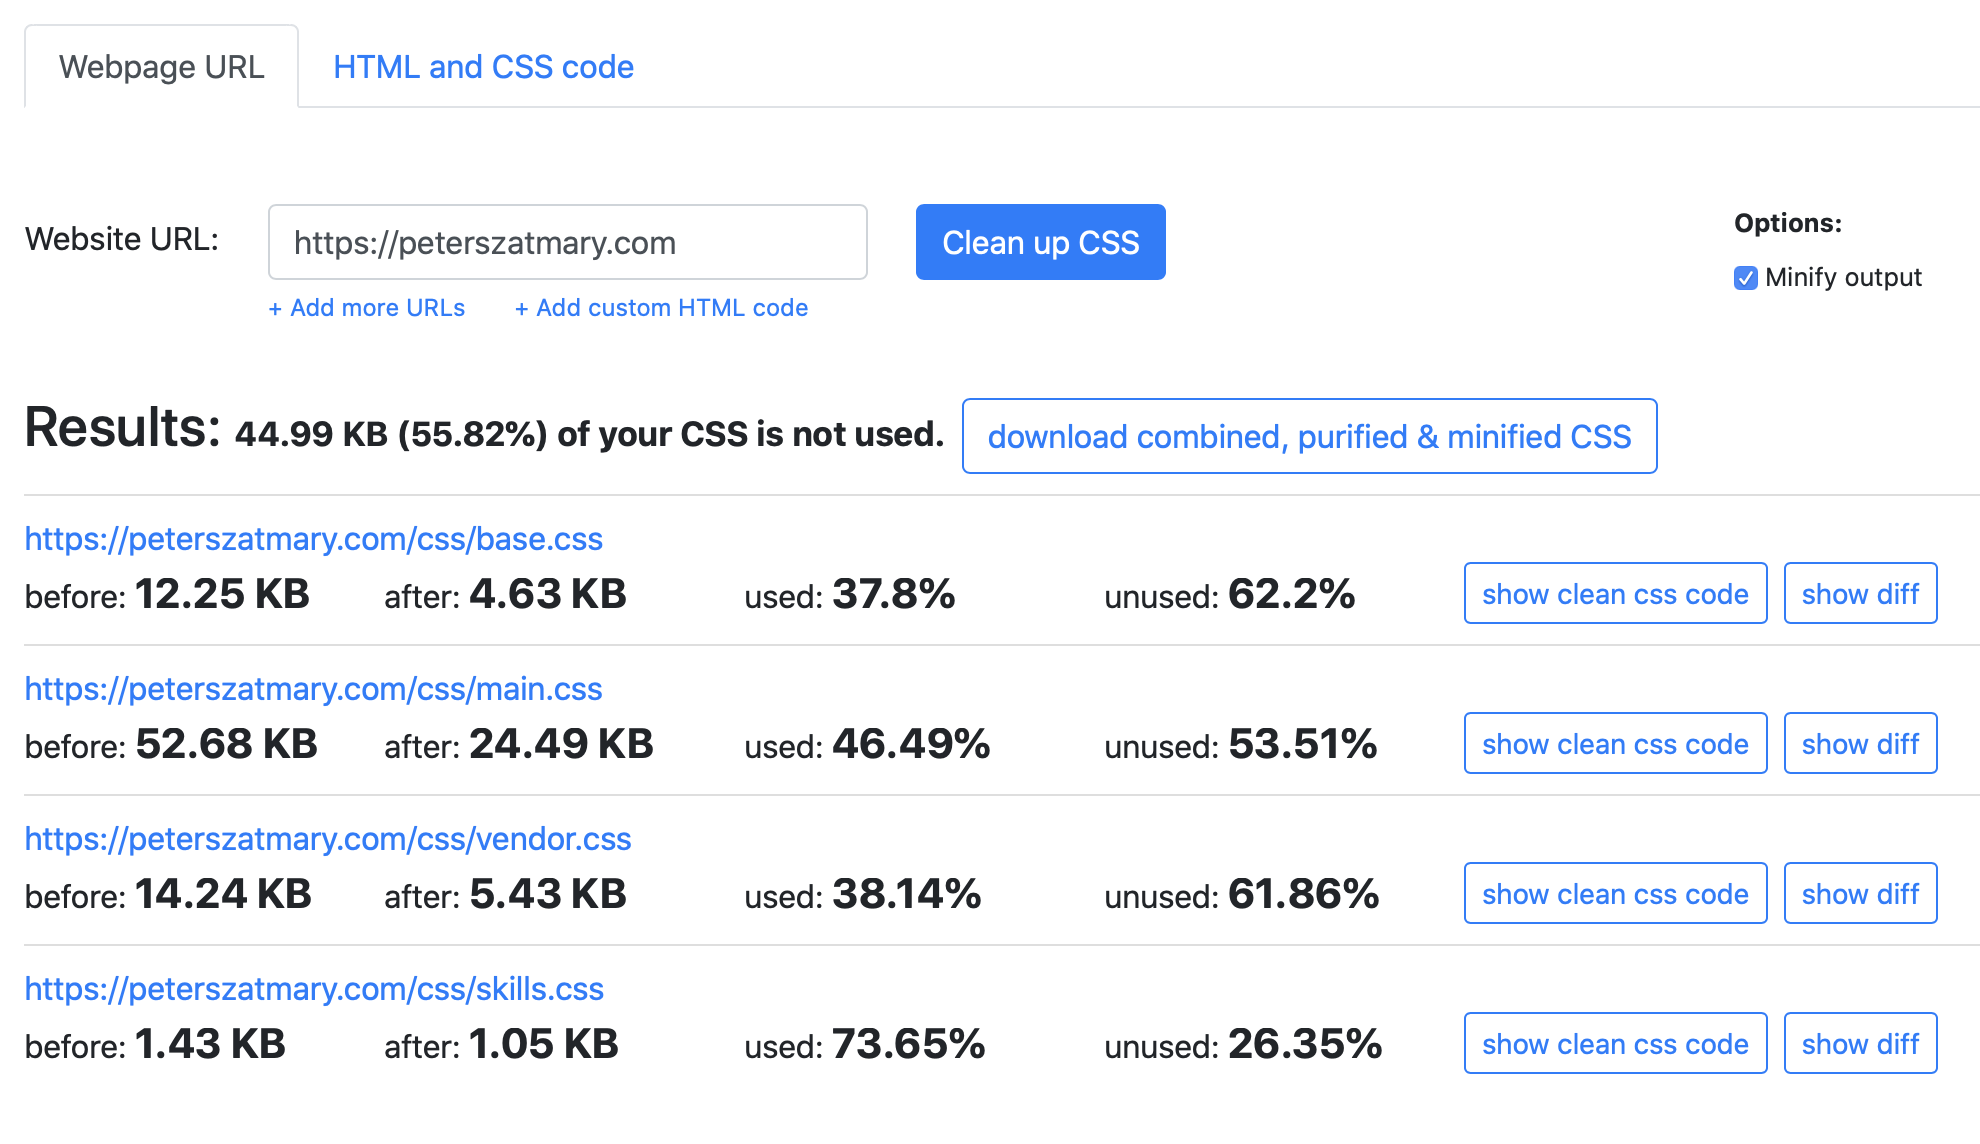 Webpage URL HTML and CSS code
Website URL: https://peterszatmary.com Clean up CSS Options:
Minify output
+ Add more URLs + Add custom HTML code
Results: 44.99 KB (55.82%) of your CSS is not used. download combined, purified & minified CSS
https://peterszatmary.com/css/base.css
before: 12.25 KB after: 4.63 KB used: 37.8% unused: 62.2% show clean css code show diff
https://peterszatmary.com/css/main.css
before: 52.68 KB after: 24.49 KB used: 46.49% unused: 53.51% show clean css code show diff
https://peterszatmary.com/css/vendor.css
before: 14.24 KB after: 5.43 KB used: 38.14% unused: 61.86% show clean css code show diff
https://peterszatmary.com/css/skills.css
before: 1.43 KB after: 1.05 KB used: 73.65% unused: 26.35% show clean css code show diff